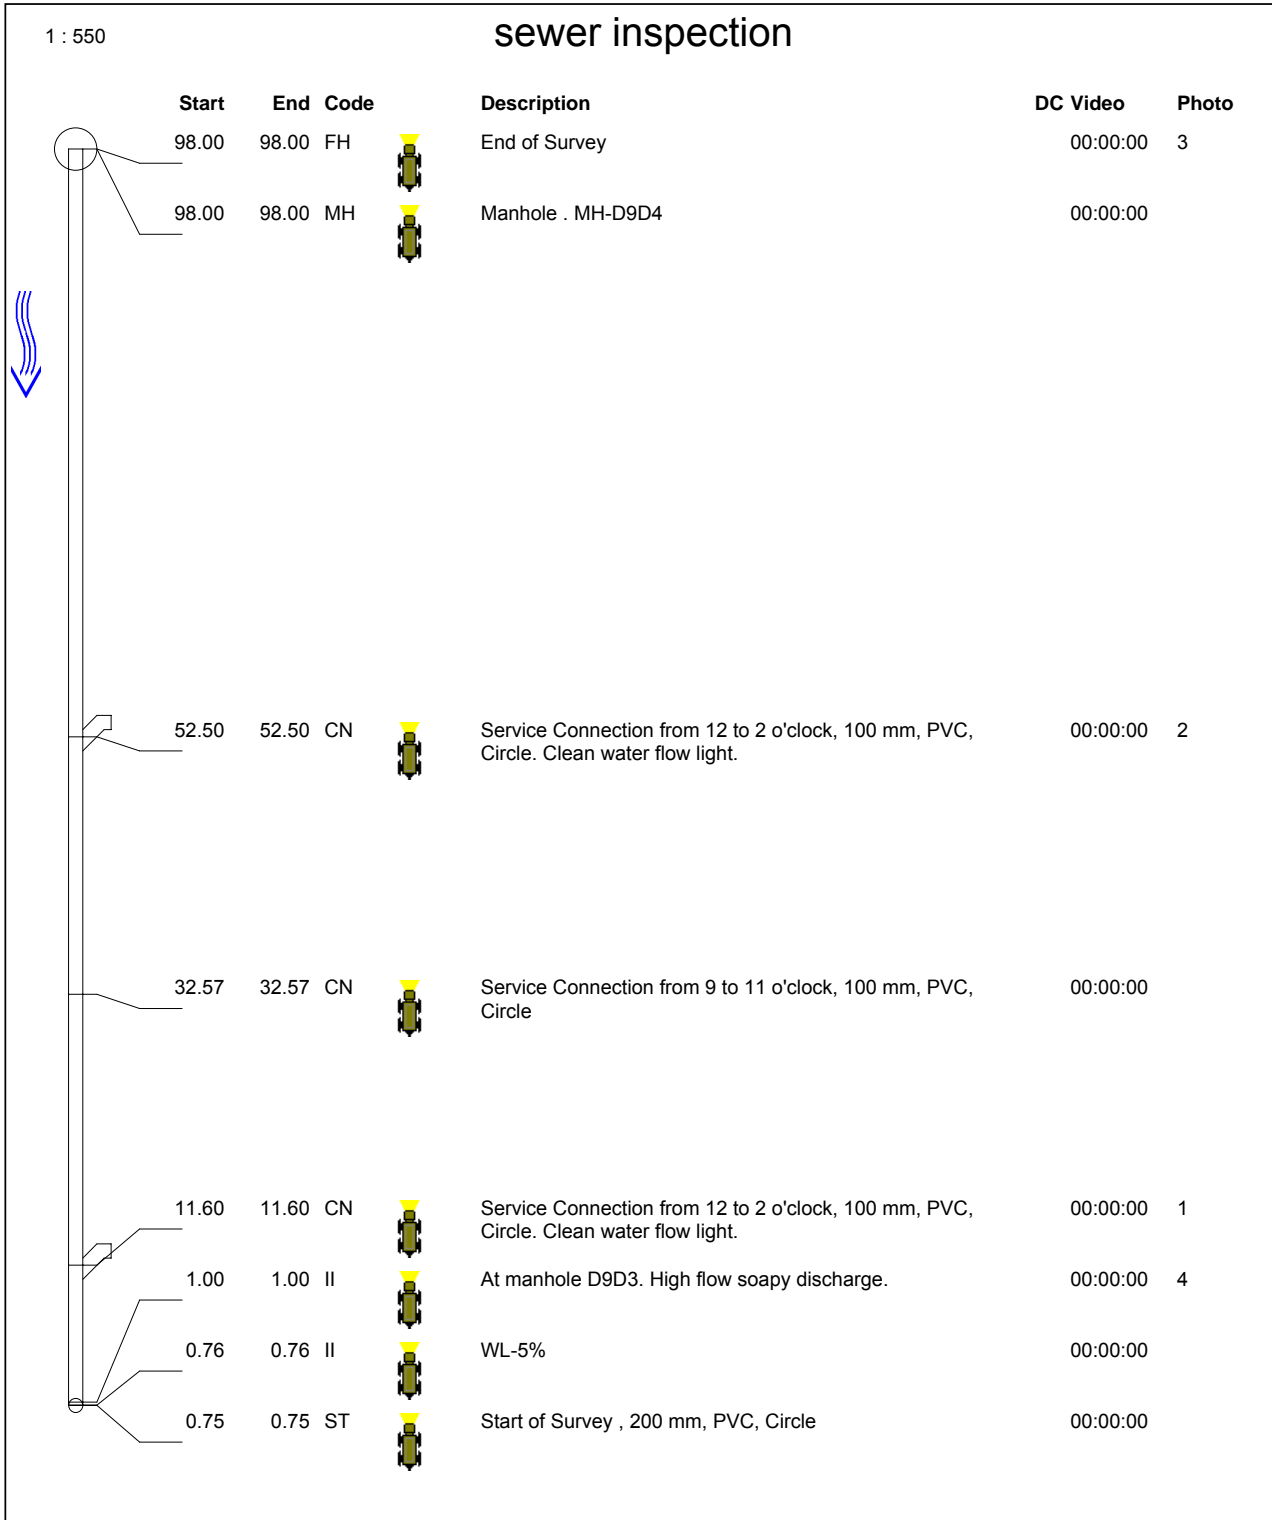 1 : 550
sewer inspection
Start End Code Description DC Video Photo
98.00 98.00 FH End of Survey 00:00:00 3
98.00 98.00 MH Manhole . MH-D9D4 00:00:00
52.50 52.50 CN Service Connection from 12 to 2 o'clock, 100 mm, PVC, 00:00:00 2
Circle. Clean water flow light.
32.57 32.57 CN Service Connection from 9 to 11 o'clock, 100 mm, PVC, 00:00:00
Circle
11.60 11.60 CN Service Connection from 12 to 2 o'clock, 100 mm, PVC, 00:00:00 1
Circle. Clean water flow light.
1.00 1.00 II At manhole D9D3. High flow soapy discharge. 00:00:00 4
0.76 0.76 II WL-5% 00:00:00
0.75 0.75 ST Start of Survey , 200 mm, PVC, Circle 00:00:00